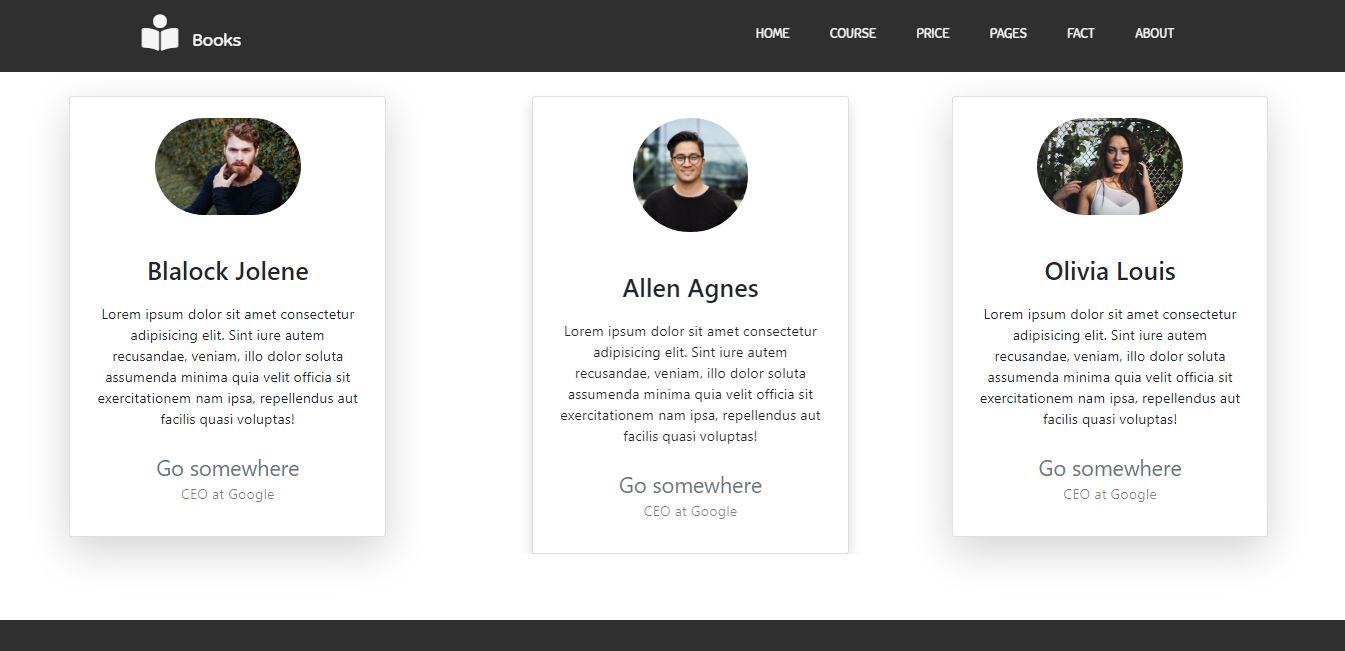 Books
HOME COURSE PRICE PAGES FACT ABOUT
Blalock Jolene
Lorem ipsum dolor sit amet consectetur
adipisicing elit. Sint iure autem
recusandae, veniam, illo dolor soluta
assumenda minima quia velit officia sit
exercitationem nam ipsa, repellendus aut
facilis quasi voluptas!
Go somewhere
CEO at Google
Allen Agnes
Lorem ipsum dolor sit amet consectetur
adipisicing elit. Sint iure autem
recusandae, veniam, illo dolor soluta
assumenda minima quia velit officia sit
exercitationem nam ipsa, repellendus aut
facilis quasi voluptas!
Go somewhere
CEO at Google
Olivia Louis
Lorem ipsum dolor sit amet consectetur
adipisicing elit. Sint iure autem
recusandae, veniam, illo dolor soluta
assumenda minima quia velit officia sit
exercitationem nam ipsa, repellendus aut
facilis quasi voluptas!
Go somewhere
CEO at Google